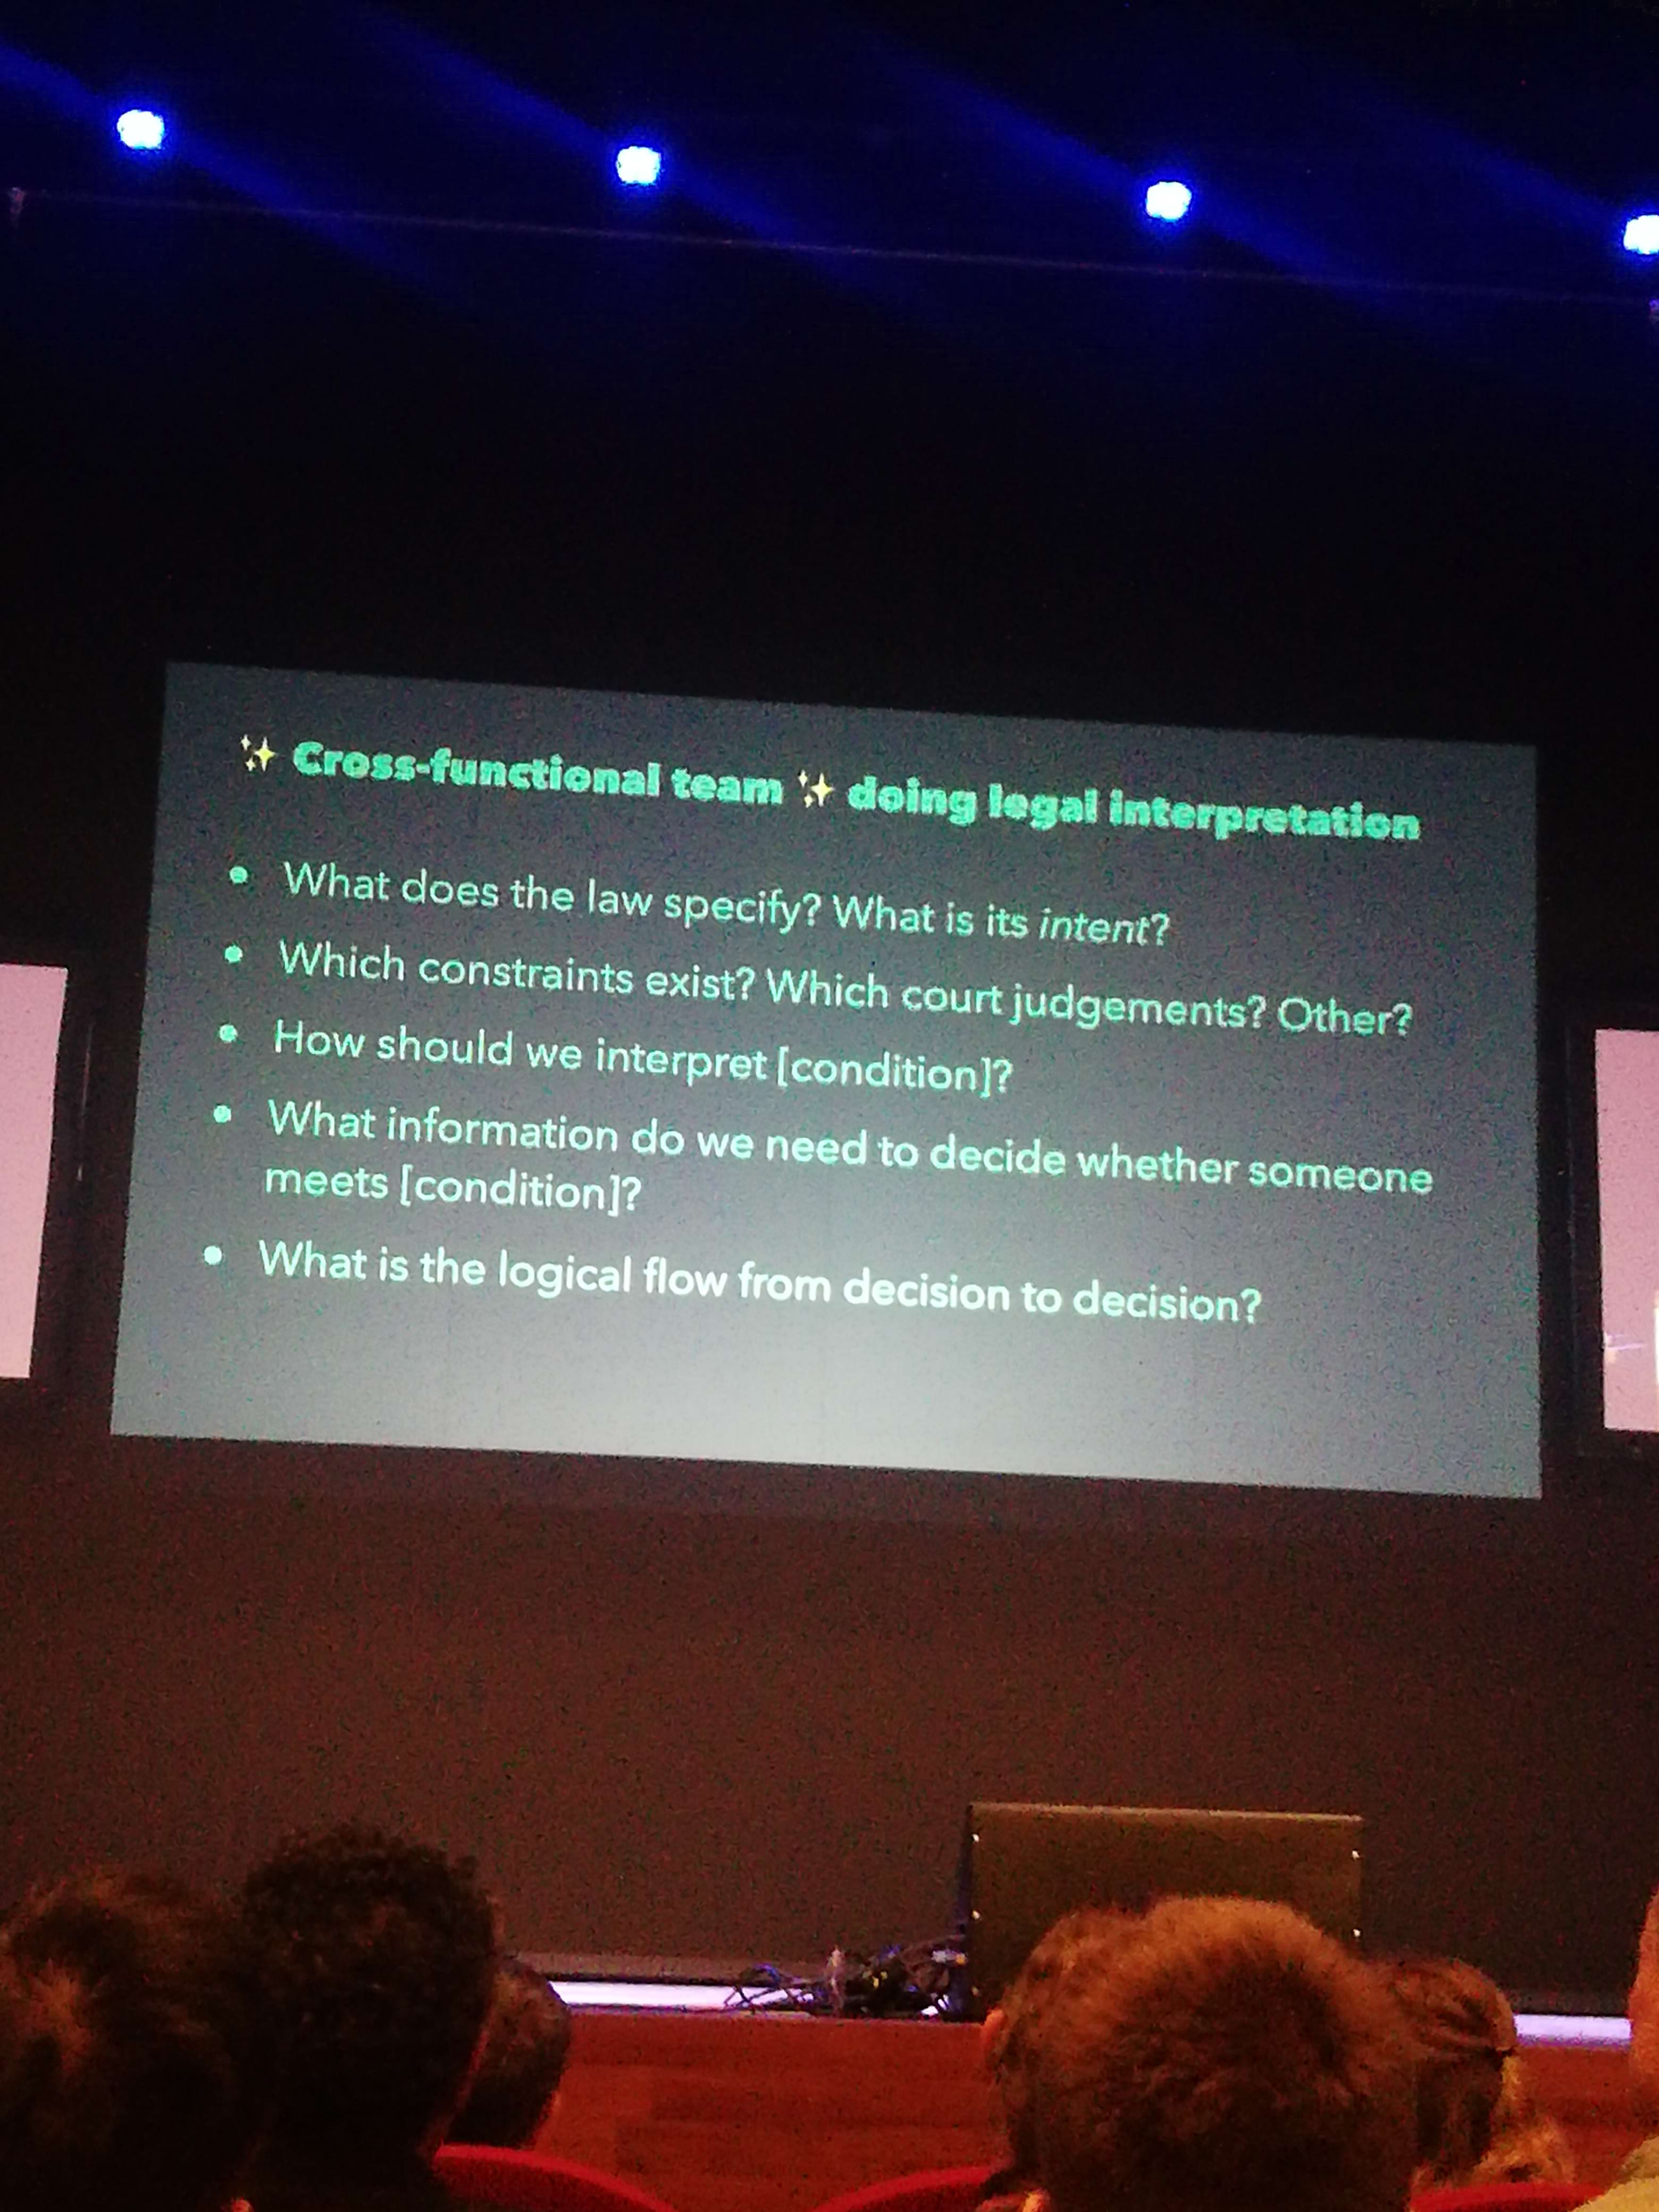 ✨ Cross-functional team ✨ doing legal interpretation
• What does the law specify? What is its intent?
• Which constraints exist? Which court judgements? Other?
• How should we interpret [condition]?
• What information do we need to decide whether someone
meets [condition]?
• What is the logical flow from decision to decision?